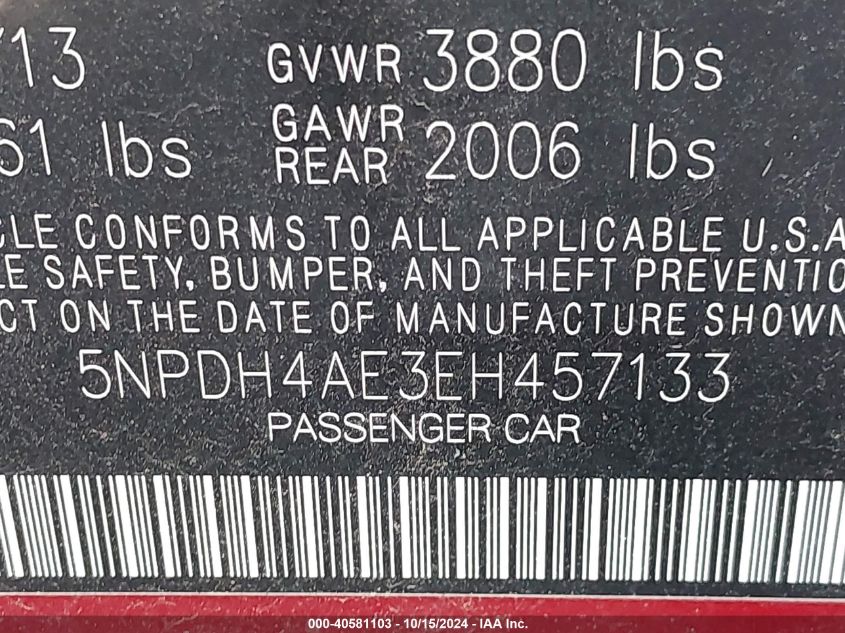 713 GVWR 3880 lbs
61 lbs GAWR REAR 2006 lbs
CLE CONFORMS TO ALL APPLICABLE U.S.A
LE SAFETY, BUMPER, AND THEFT PREVENTIO
CT ON THE DATE OF MANUFACTURE SHOWN
5NPDH4AE3EH457133
PASSENGER CAR
000-40581103 - 10/15/2024 - IAA Inc.